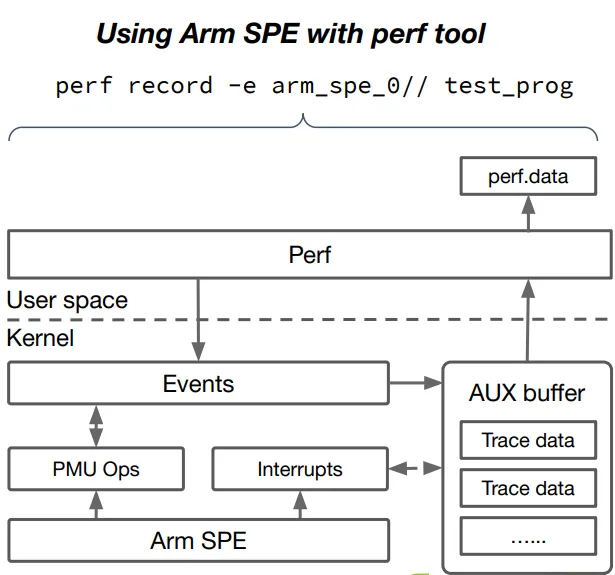 Using Arm SPE with perf tool
perf record -e arm_spe_0// test_prog
perf.data
Perf
User space
Kernel
Events
AUX buffer
Trace data
PMU Ops
Interrupts
Trace data
Arm SPE
…...